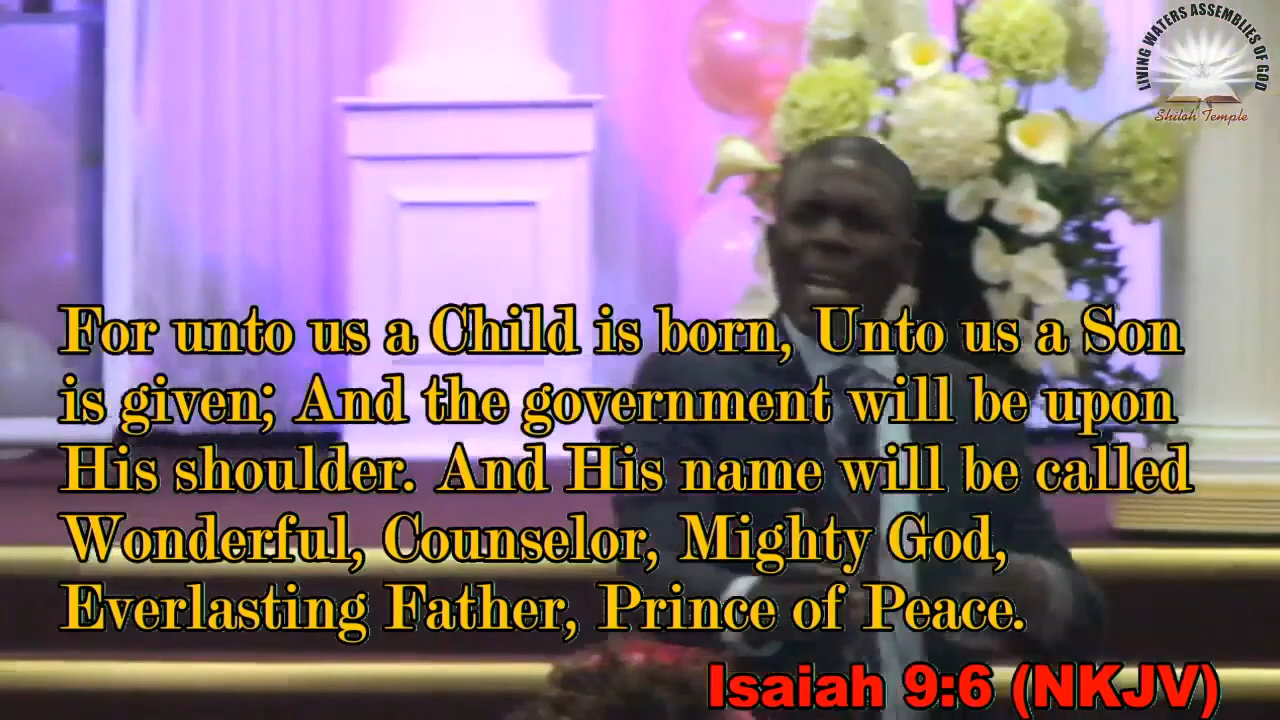 LIVING WATERS ASSEMBLIES OF GOD
Shiloh Temple
For unto us a Child is born, Unto us a Son
is given; And the government will be upon
His shoulder. And His name will be called
Wonderful, Counselor, Mighty God,
Everlasting Father, Prince of Peace.
Isaiah 9:6 (NKJV)